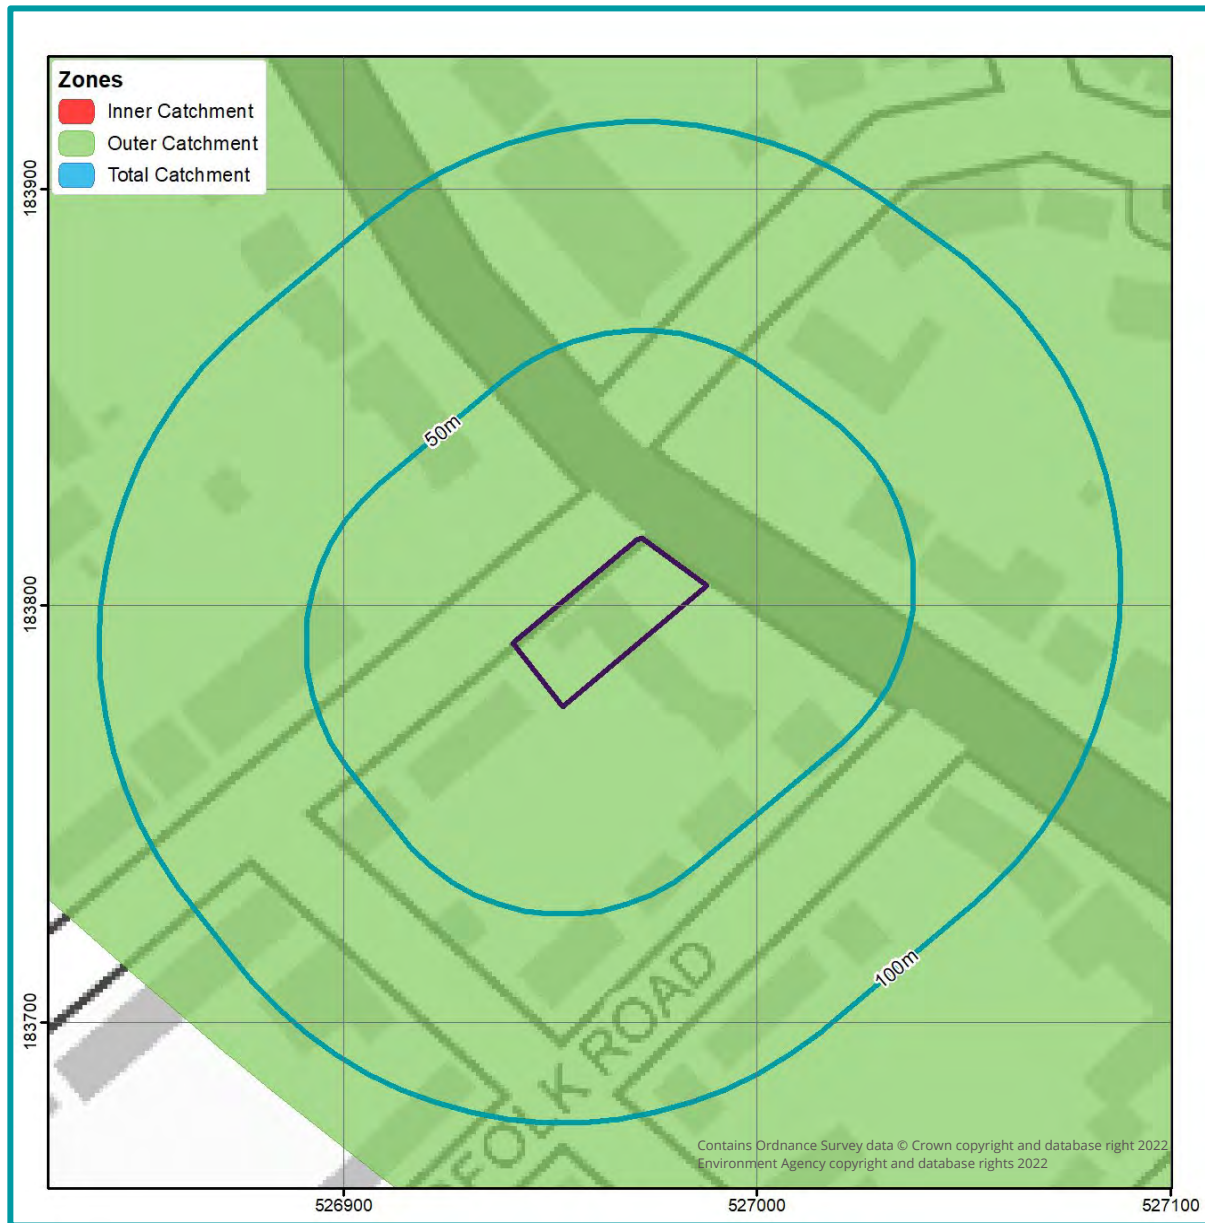 Zones
Inner Catchment
Outer Catchment
Total Catchment
183900
50m
183800
100m
183700
FOLK ROAD
Contains Ordnance Survey data © Crown copyright and database right 2022
Environment Agency copyright and database rights 2022
526900
527000
527100